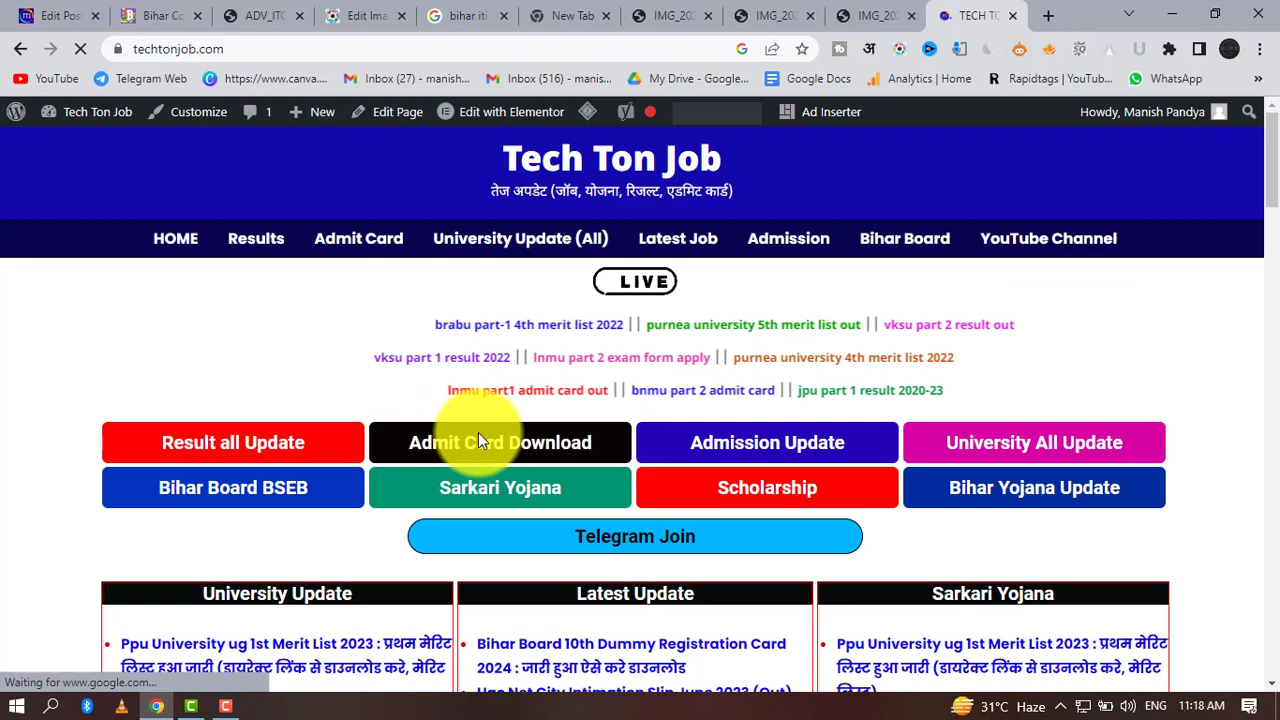 Edit Pos
Bihar Co
ADV_ITC
Edit Ima
bihar iti
New Tab
IMG_202
IMG_202
IMG_202
TECH TO
techtonjob.com
YouTube
Telegram Web
https://www.canva....
Inbox (27) - manish...
Inbox (516) - manis...
My Drive - Google...
Google Docs
Analytics | Home
Rapidtags | YouTub...
WhatsApp
Tech Ton Job
Customize
1
New
Edit Page
Edit with Elementor
Ad Inserter
Howdy, Manish Pandya
Tech Ton Job
तेज अपडेट (जॉब, योजना, रिजल्ट, एडमिट कार्ड)
HOME Results Admit Card University Update (All) Latest Job Admission Bihar Board YouTube Channel
LIVE
brabu part-1 4th merit list 2022 || purnea university 5th merit list out || vksu part 2 result out
vksu part 1 result 2022 || lnmu part 2 exam form apply || purnea university 4th merit list 2022
lnmu part1 admit card out || bnmu part 2 admit card || jpu part 1 result 2020-23
Result all Update
Admit Card Download
Admission Update
University All Update
Bihar Board BSEB
Sarkari Yojana
Scholarship
Bihar Yojana Update
Telegram Join
University Update
Latest Update
Sarkari Yojana
Ppu University ug 1st Merit List 2023 : प्रथम मेरिट
लिस्ट हुआ जारी (डायरेक्ट लिंक से डाउनलोड करे, मेरिट
Bihar Board 10th Dummy Registration Card
2024 : जारी हुआ ऐसे करे डाउनलोड
Ugc Net City Intimation Slip June 2023 (Out)
Ppu University ug 1st Merit List 2023 : प्रथम मेरिट
लिस्ट हुआ जारी (डायरेक्ट लिंक से डाउनलोड करे, मेरिट
लिस्ट)
Waiting for www.google.com...
31°C Haze
ENG
11:18 AM